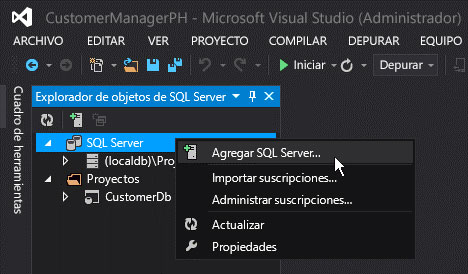 CustomerManagerPH - Microsoft Visual Studio (Administrador)
ARCHIVO EDITAR VER PROYECTO COMPILAR DEPURAR EQUIPO
Iniciar Depurar
Cuadro de herramientas
Explorador de objetos de SQL Server
SQL Server
(localdb)\Pro
Proyectos
CustomerDb
Agregar SQL Server...
Importar suscripciones...
Administrar suscripciones...
Actualizar
Propiedades